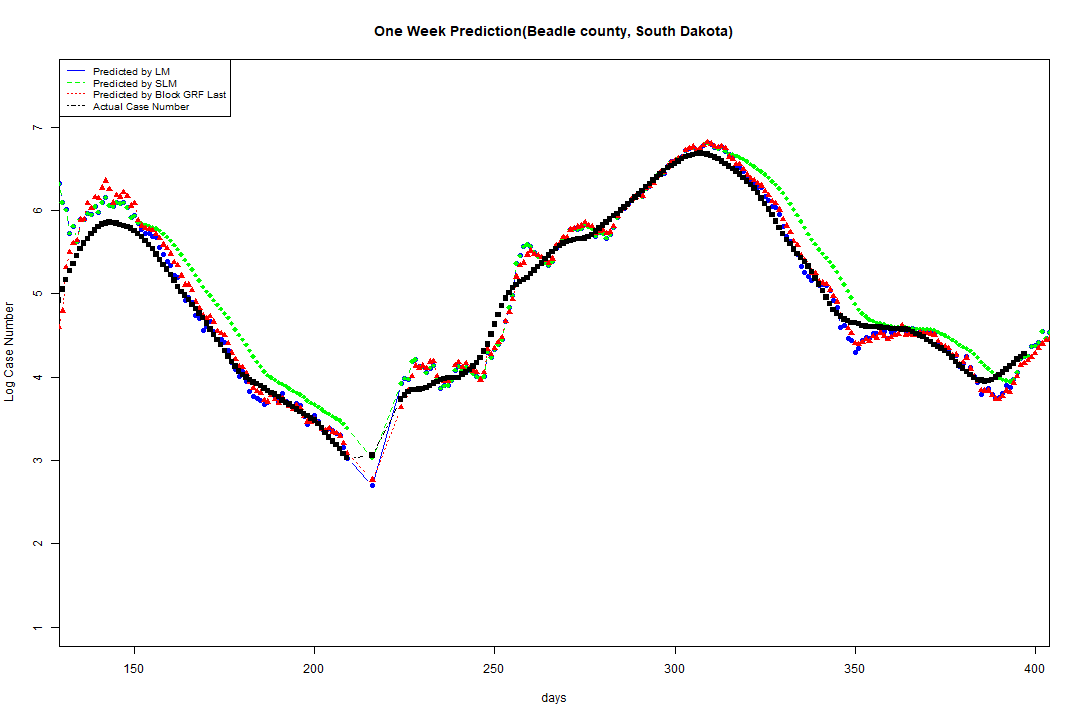 One Week Prediction(Beadle county, South Dakota)
Predicted by LM
Predicted by SLM
Predicted by Block GRF Last
Actual Case Number
Log Case Number
7
6
5
4
3
2
1
150 200 250 300 350 400
days